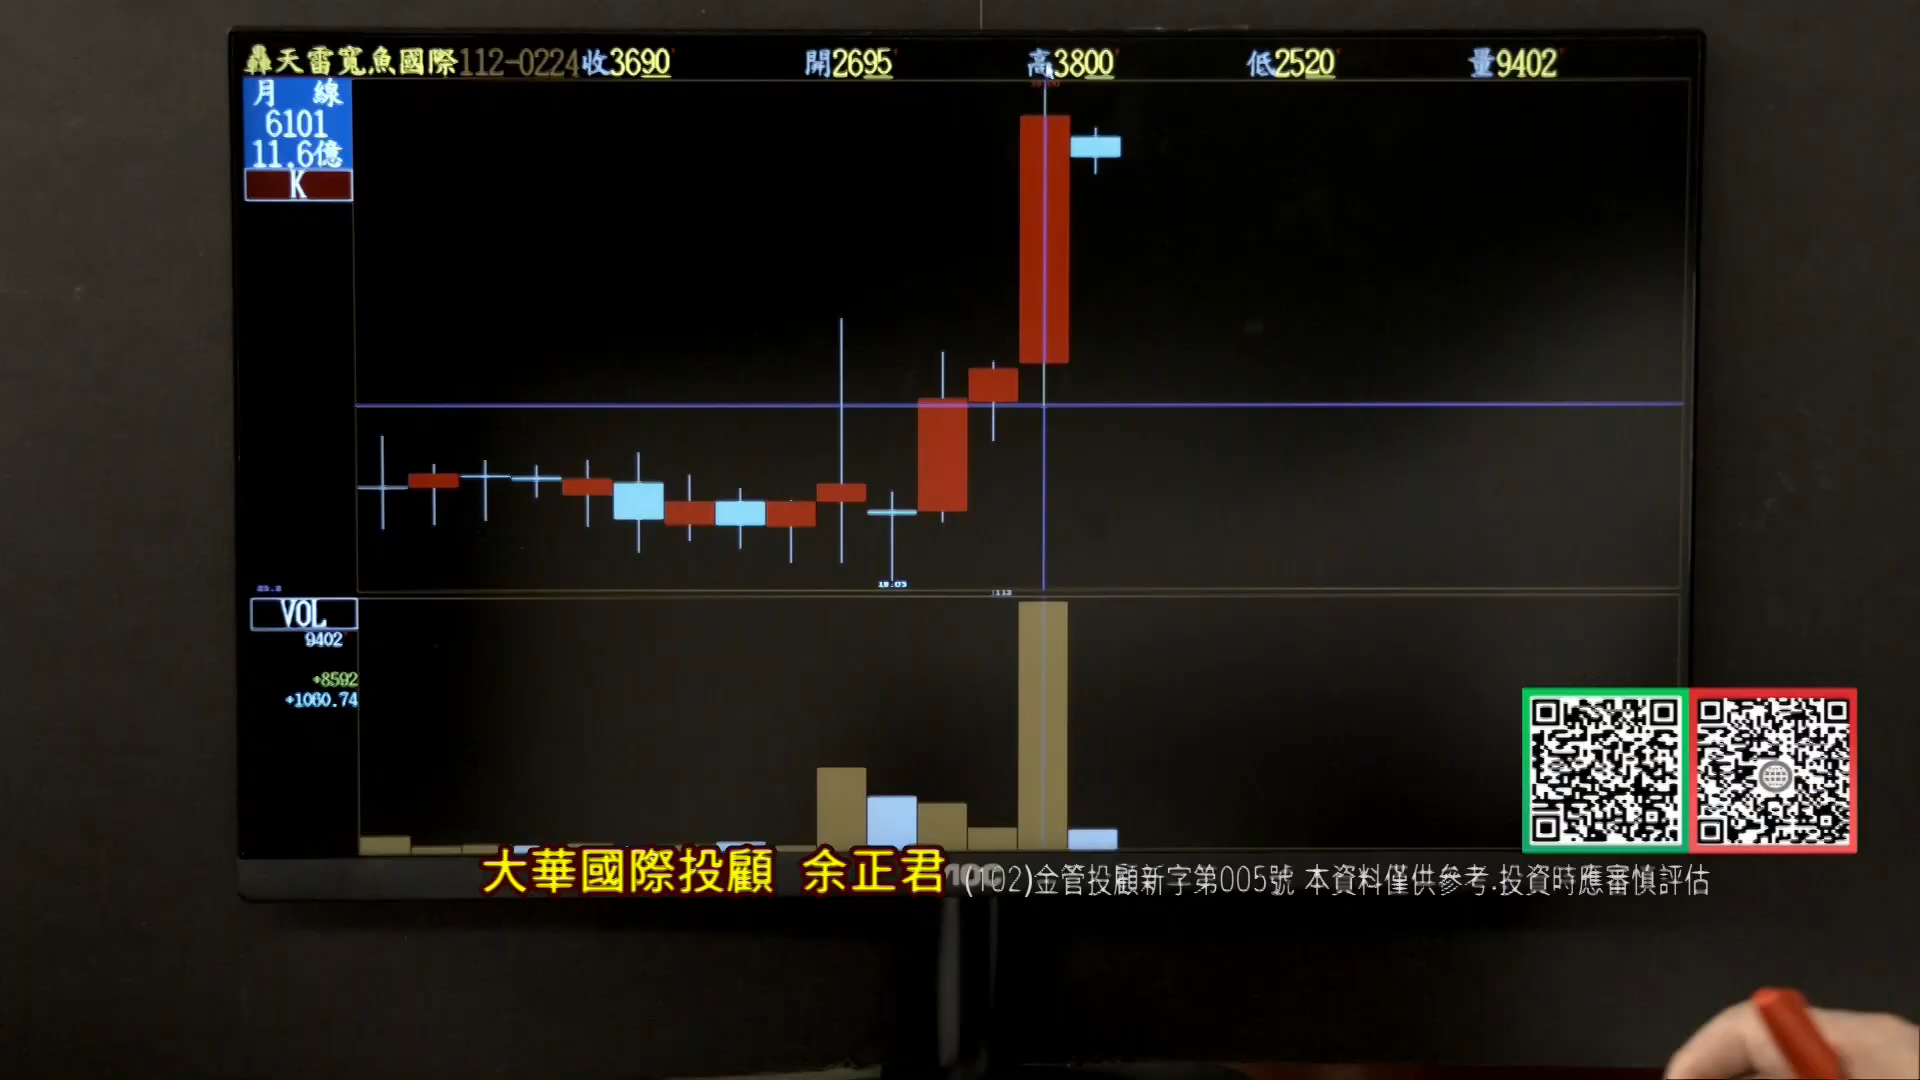 天雷寬魚國際112-0224收3690 開2695 高3800 低2520 量9402
月 線
6101
11.6億
K
18.05
112
VOL
9402
+8592
+1060.74
大華國際投顧 余正君 (102)金管投顧新字第005號 本資料僅供參考.投資時應審慎評估